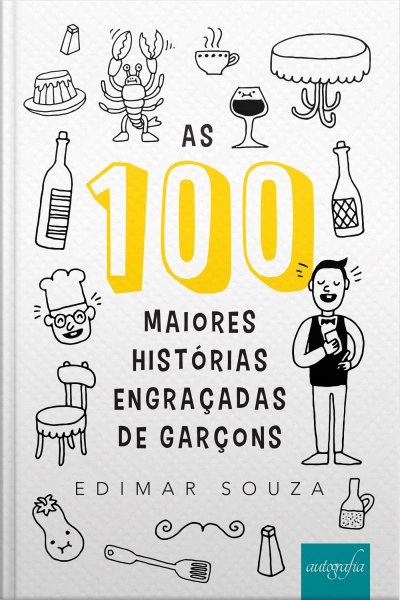 AS
100
MAIORES
HISTÓRIAS
ENGRAÇADAS
DE GARÇONS
EDIMAR SOUZA
autografia